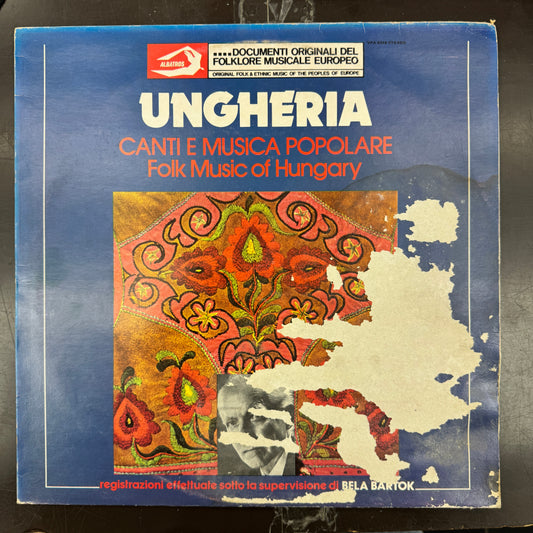 ALBATROS
....DOCUMENTI ORIGINALI DEL
FOLKLORE MUSICALE EUROPEO
ORIGINAL FOLK & ETHNIC MUSIC OF THE PEOPLES OF EUROPE
UNGHERIA
CANTI E MUSICA POPOLARE
Folk Music of Hungary
registrazioni effettuate sotto la supervisione di BELA BARTOK